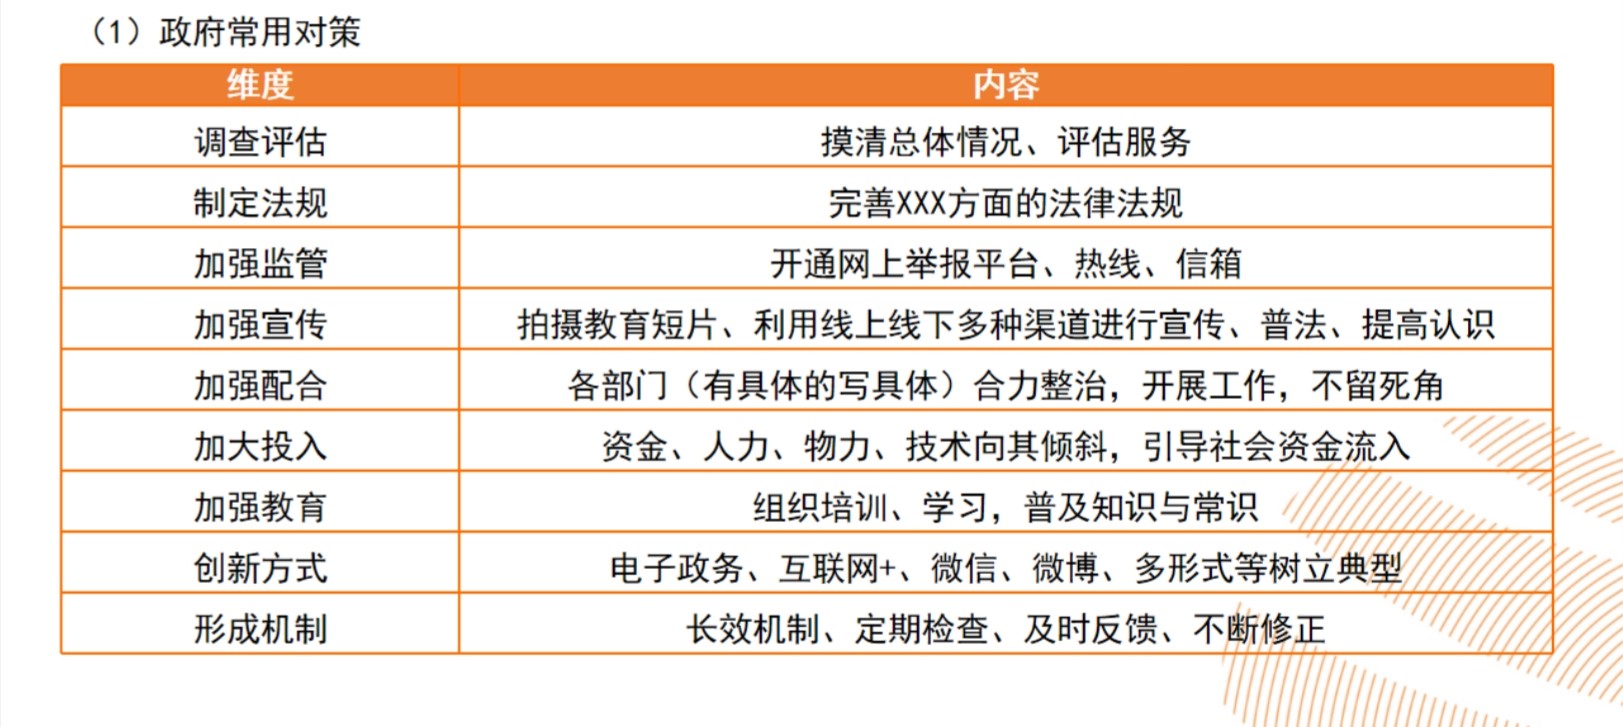 （1）政府常用对策
维度 内容
调查评估 摸清总体情况、评估服务
制定法规 完善XXX方面的法律法规
加强监管 开通网上举报平台、热线、信箱
加强宣传 拍摄教育短片、利用线上线下多种渠道进行宣传、普法、提高认识
加强配合 各部门（有具体的写具体）合力整治，开展工作，不留死角
加大投入 资金、人力、物力、技术向其倾斜，引导社会资金流入
加强教育 组织培训、学习，普及知识与常识
创新方式 电子政务、互联网+、微信、微博、多形式等树立典型
形成机制 长效机制、定期检查、及时反馈、不断修正